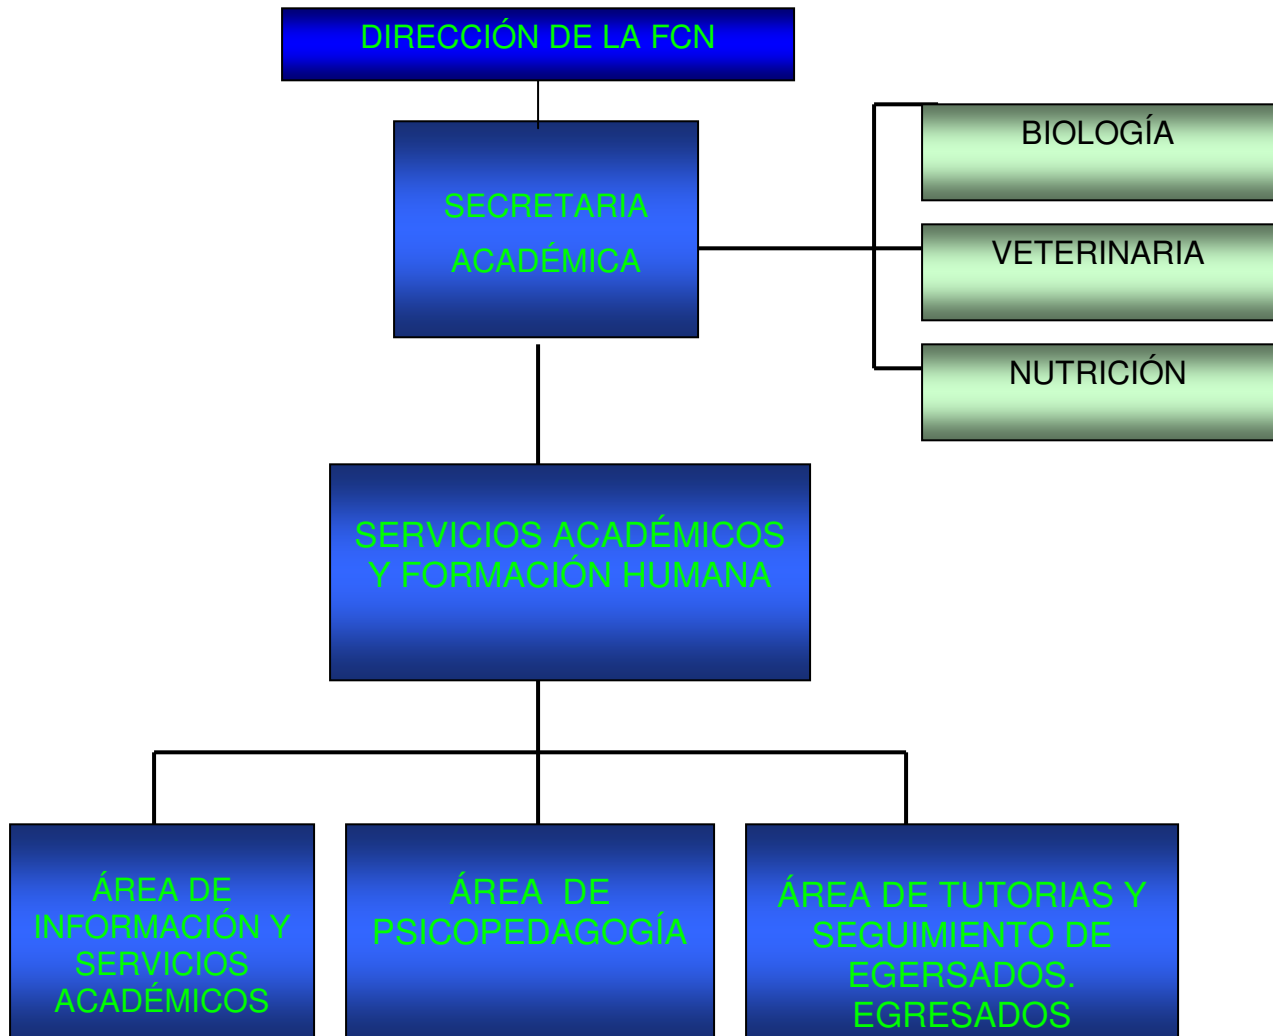 DIRECCIÓN DE LA FCN
SECRETARIA
ACADÉMICA
BIOLOGÍA
VETERINARIA
NUTRICIÓN
SERVICIOS ACADÉMICOS
Y FORMACIÓN HUMANA
ÁREA DE
INFORMACIÓN Y
SERVICIOS
ACADÉMICOS
ÁREA DE
PSICOPEDAGOGÍA
ÁREA DE TUTORIAS Y
SEGUIMIENTO DE
EGERSADOS.
EGRESADOS